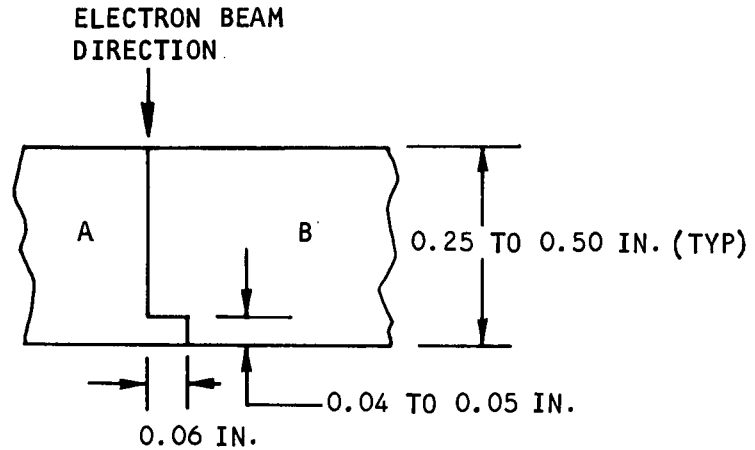 ELECTRON BEAM
DIRECTION
A
B
0.25 TO 0.50 IN. (TYP)
0.04 TO 0.05 IN.
0.06 IN.